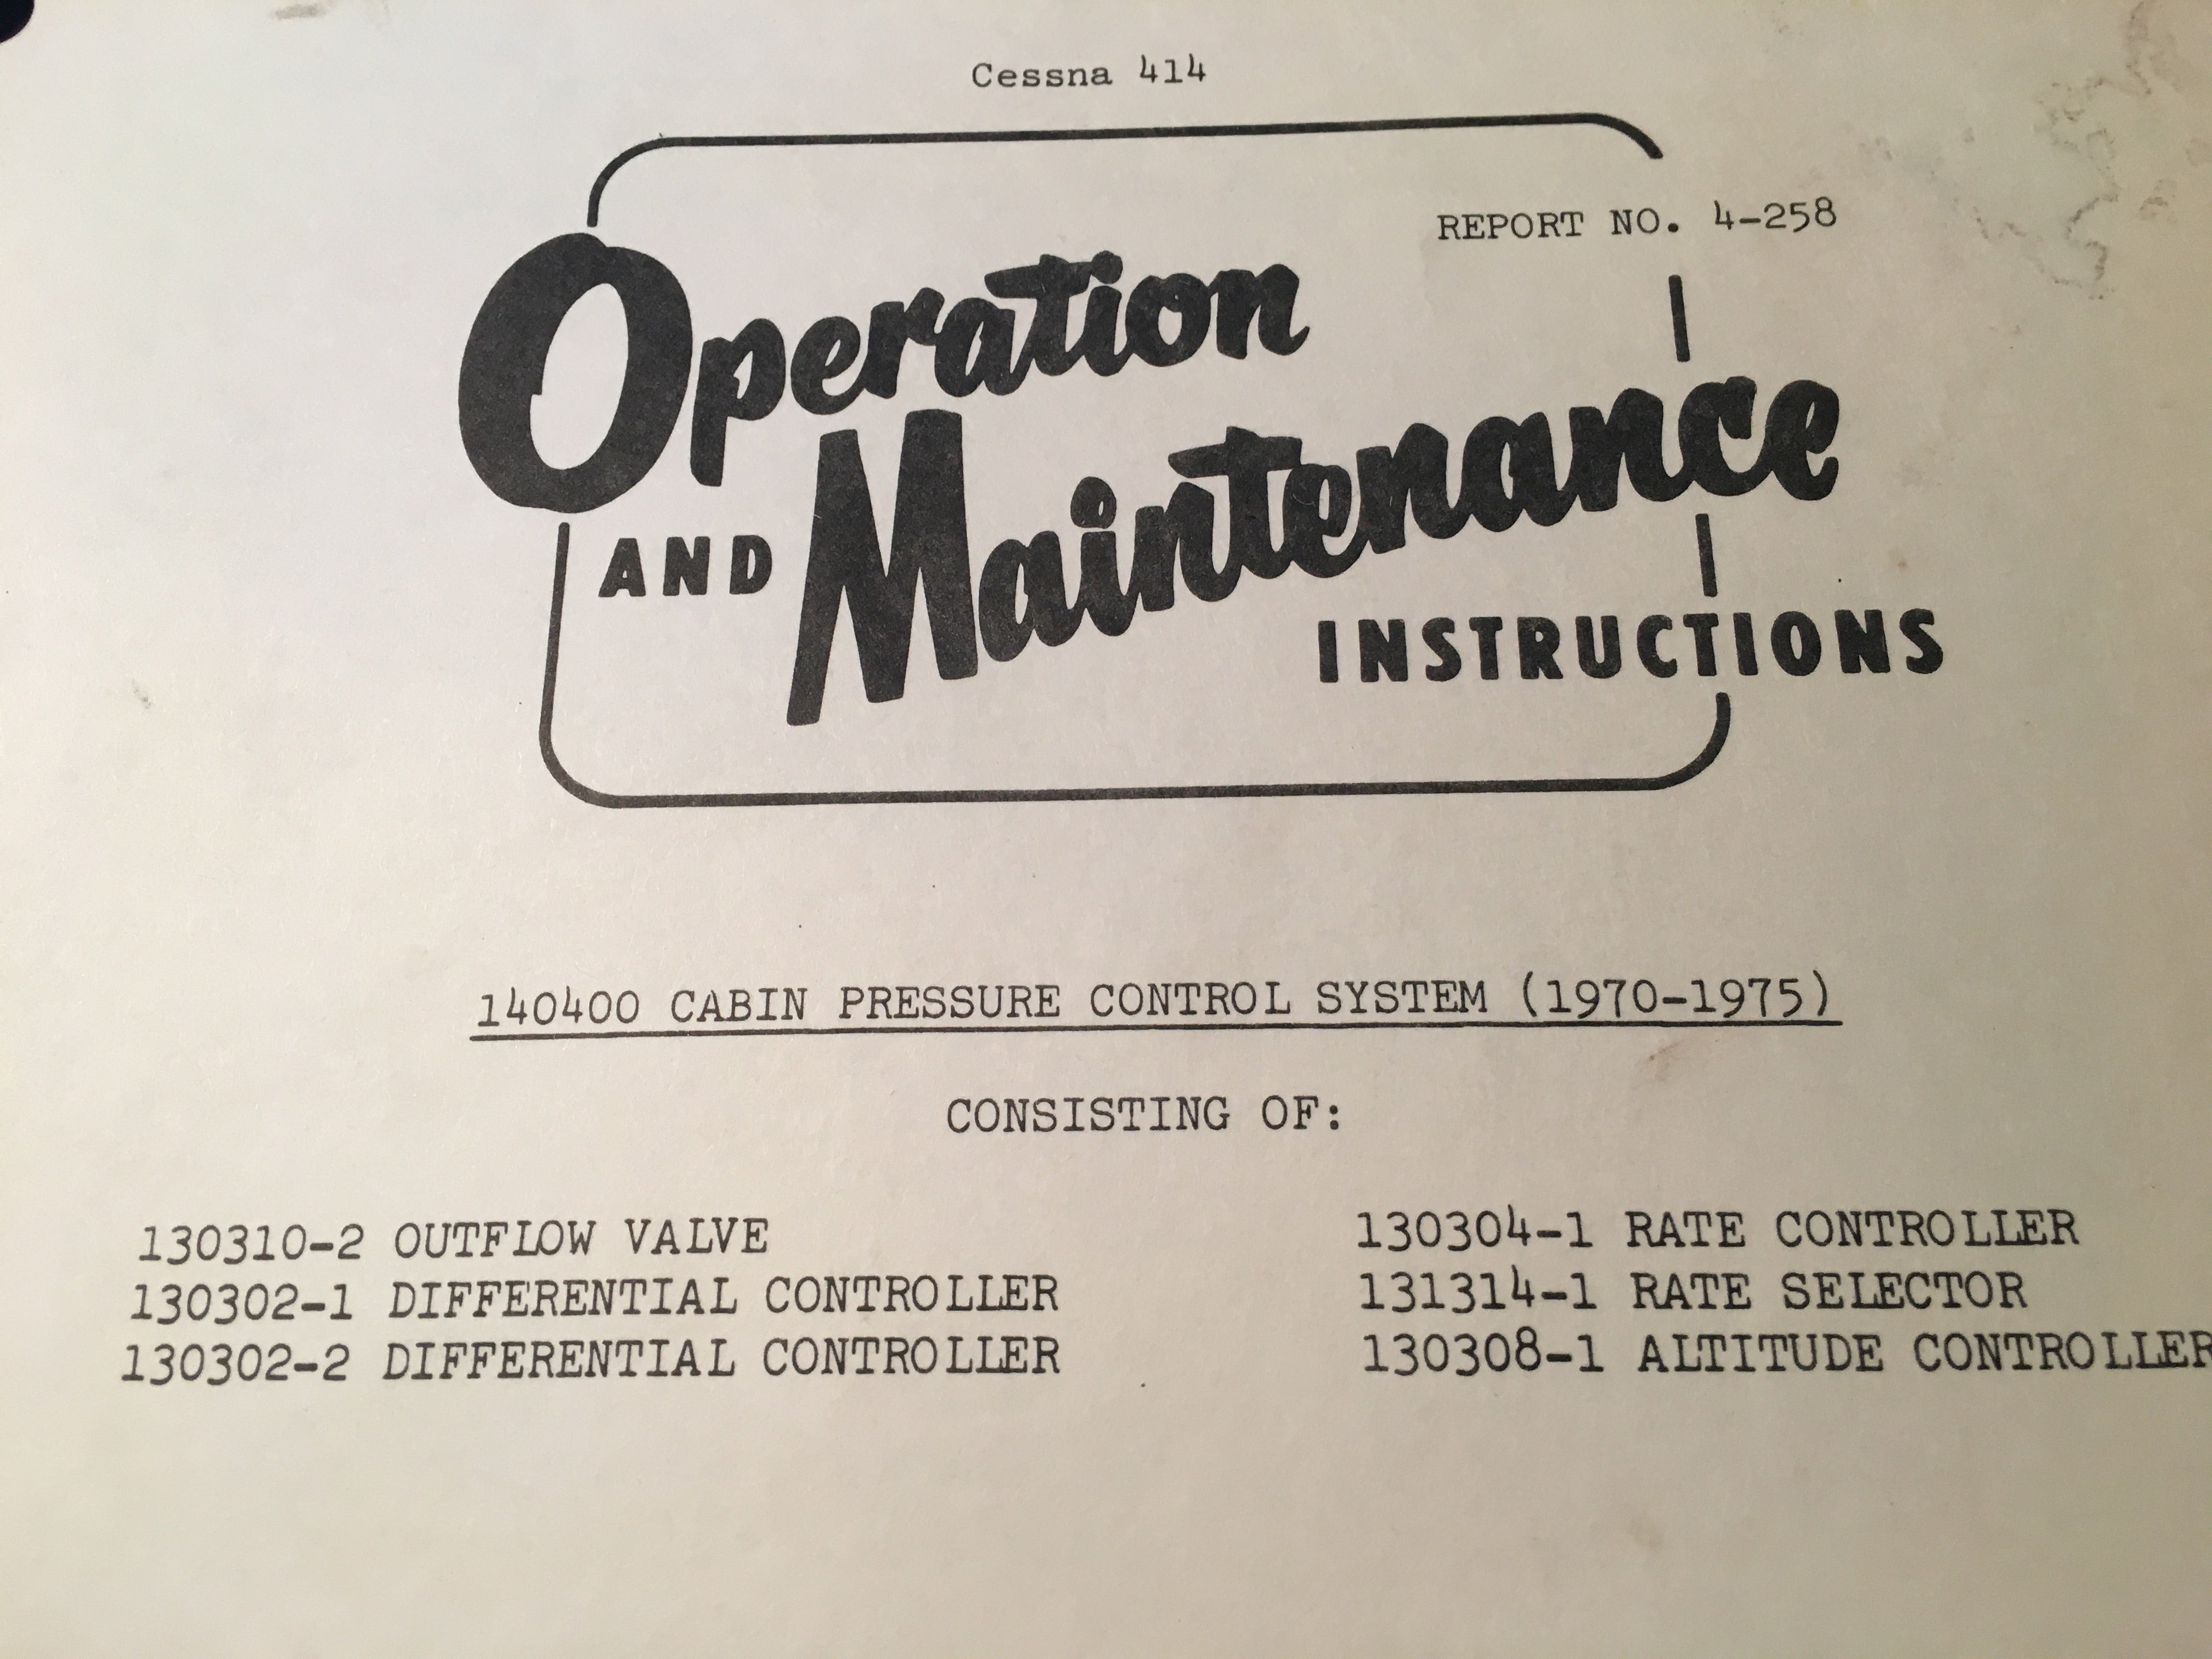 Cessna 414
REPORT NO. 4-258
Operation
AND Maintenance
INSTRUCTIONS
140400 CABIN PRESSURE CONTROL SYSTEM (1970-1975)
CONSISTING OF:
130310-2 OUTFLOW VALVE
130302-1 DIFFERENTIAL CONTROLLER
130302-2 DIFFERENTIAL CONTROLLER
130304-1 RATE CONTROLLER
131314-1 RATE SELECTOR
130308-1 ALTITUDE CONTROLLER